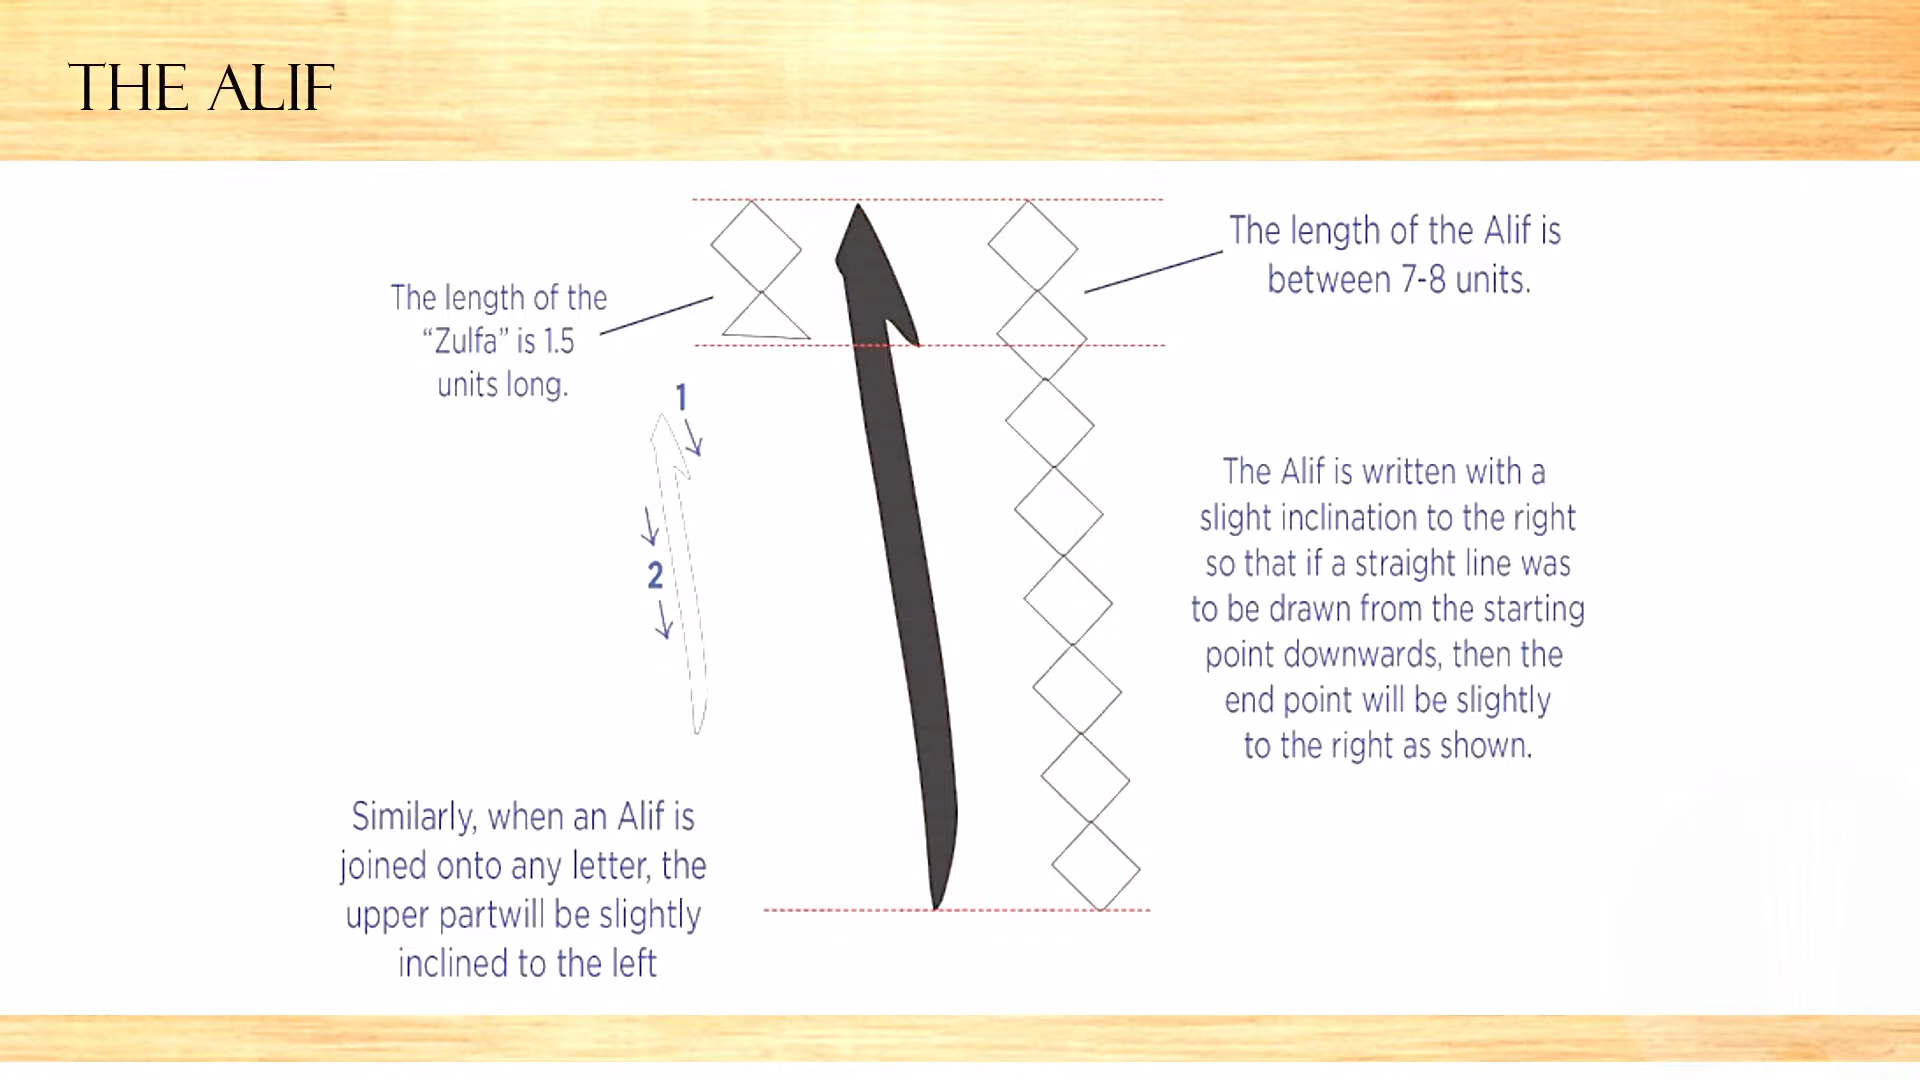 THE ALIF
The length of the
“Zulfa” is 1.5
units long.
The length of the Alif is
between 7-8 units.
1
2
The Alif is written with a
slight inclination to the right
so that if a straight line was
to be drawn from the starting
point downwards, then the
end point will be slightly
to the right as shown.
Similarly, when an Alif is
joined onto any letter, the
upper partwill be slightly
inclined to the left